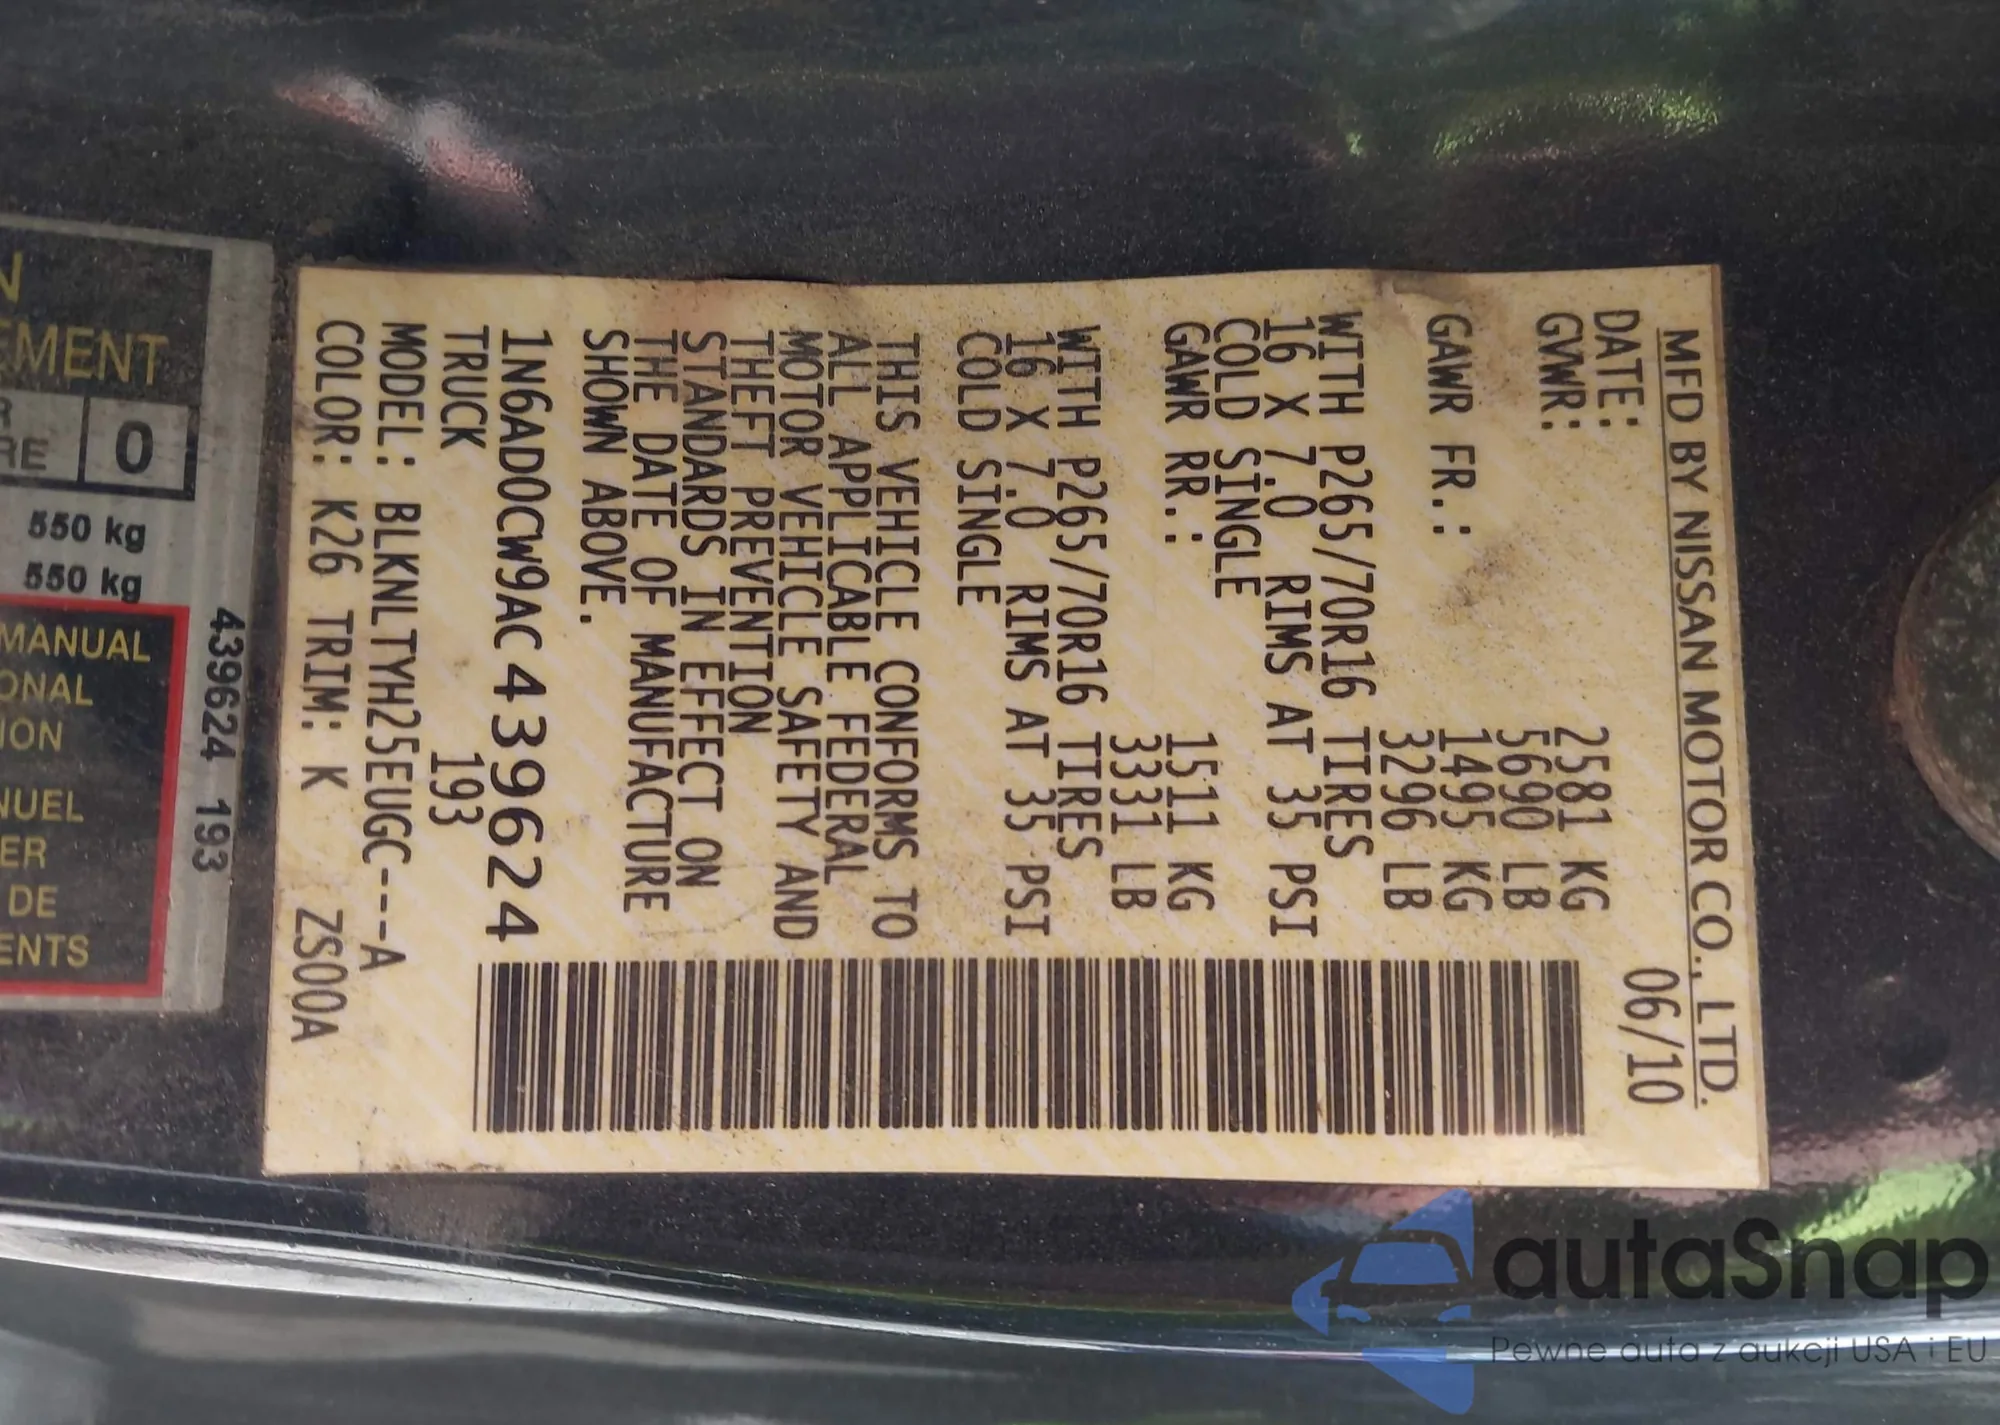 MFD BY NISSAN MOTOR CO., LTD.
DATE: 06/10
GVWR: 2581 KG
5690 LB
GAWR FR.: 1495 KG
3296 LB
WITH P265/70R16 TIRES
16 X 7.0 RIMS AT 35 PSI
COLD SINGLE
GAWR RR.: 1511 KG
3331 LB
WITH P265/70R16 TIRES
16 X 7.0 RIMS AT 35 PSI
COLD SINGLE
THIS VEHICLE CONFORMS TO
ALL APPLICABLE FEDERAL
MOTOR VEHICLE SAFETY AND
THEFT PREVENTION
STANDARDS IN EFFECT ON
THE DATE OF MANUFACTURE
SHOWN ABOVE.
1N6AD0CW9AC439624
TRUCK 193
MODEL: BLKNLTYH25EUGC---A
COLOR: K26 TRIM: K ZS00A
439624 193
N
EMENT
R
RE
0
550 kg
550 kg
MANUAL
ONAL
ION
NUEL
ER
DE
ENTS
autaSnap
Pewne auta z aukcji USA i EU